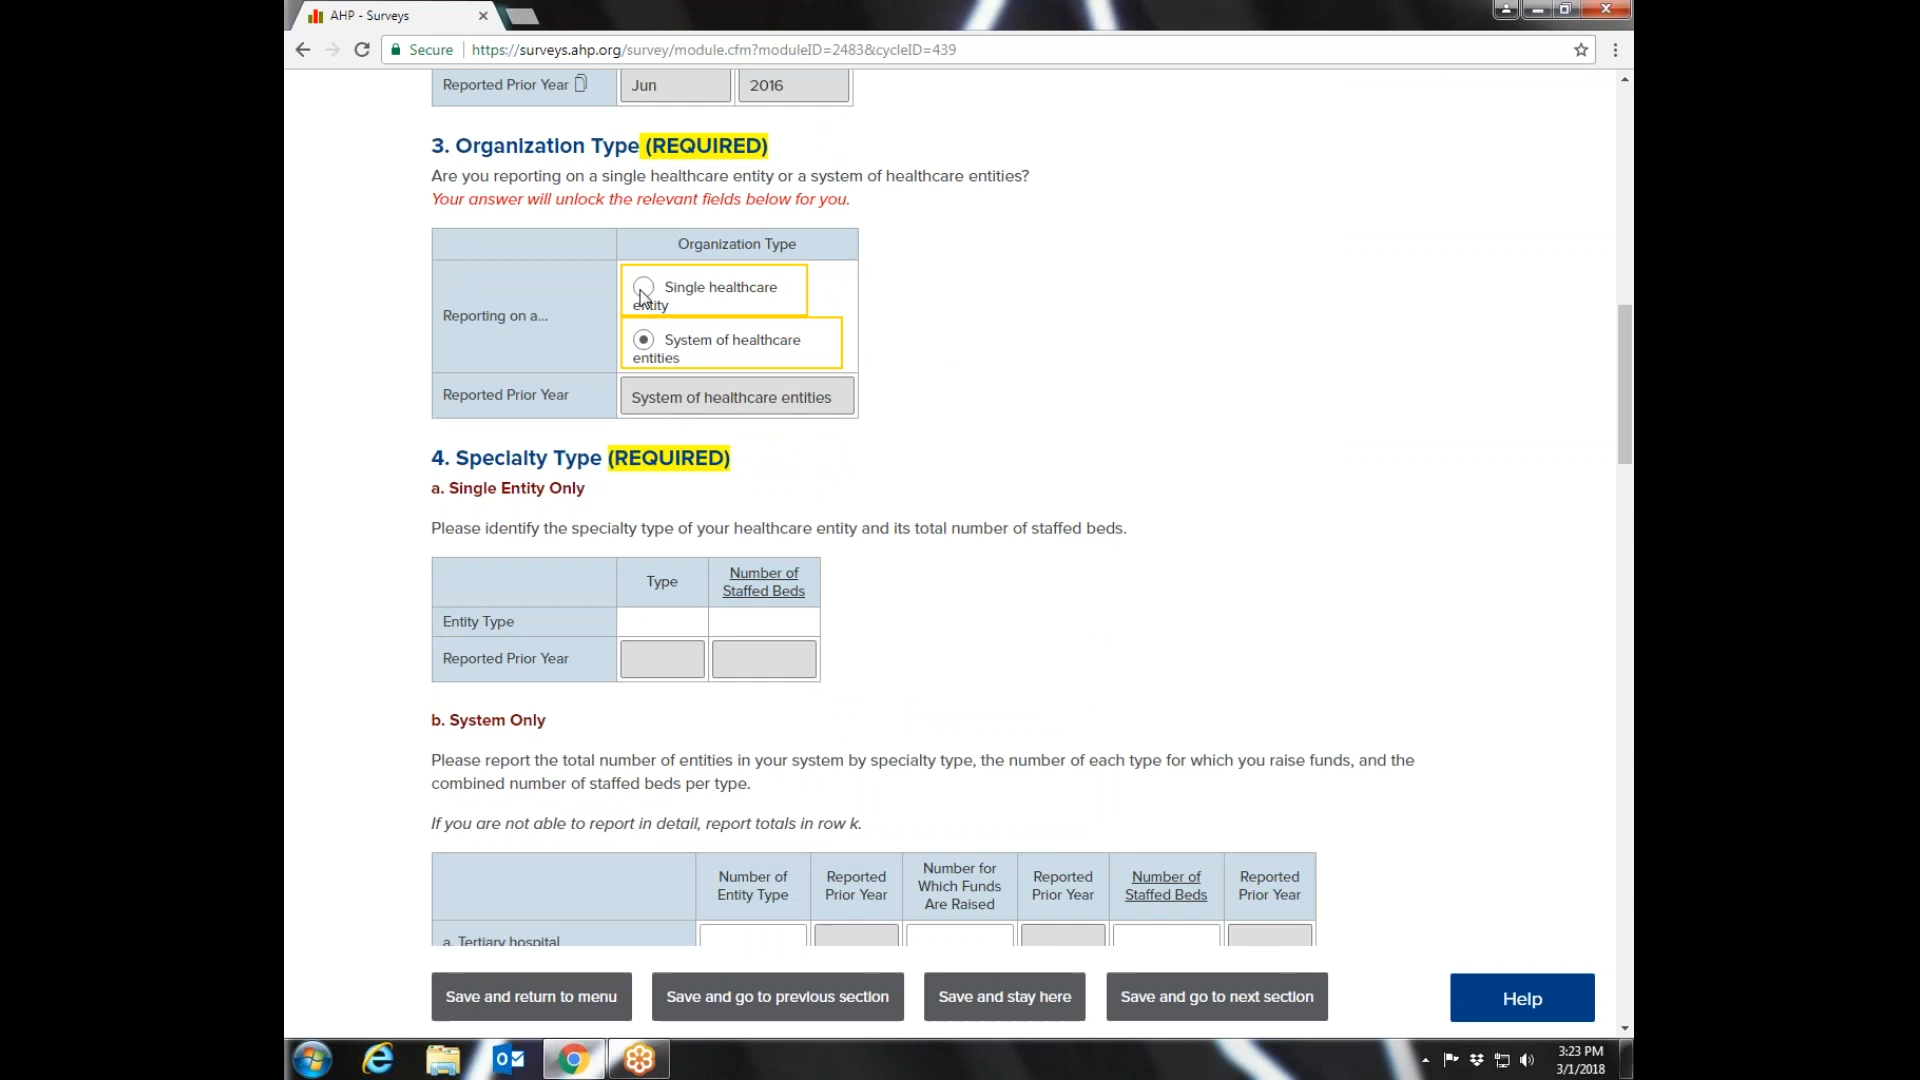 AHP - Surveys
Secure
https://surveys.ahp.org/survey/module.cfm?moduleID=2483&cycleID=439
Reported Prior Year
Jun
2016
3. Organization Type (REQUIRED)
Are you reporting on a single healthcare entity or a system of healthcare entities?
Your answer will unlock the relevant fields below for you.
Organization Type
Reporting on a...
Single healthcare
entity
System of healthcare
entities
Reported Prior Year
System of healthcare entities
4. Specialty Type (REQUIRED)
a. Single Entity Only
Please identify the specialty type of your healthcare entity and its total number of staffed beds.
Type
Number of
Staffed Beds
Entity Type
Reported Prior Year
b. System Only
Please report the total number of entities in your system by specialty type, the number of each type for which you raise funds, and the
combined number of staffed beds per type.
If you are not able to report in detail, report totals in row k.
Number of
Entity Type
Reported
Prior Year
Number for
Which Funds
Are Raised
Reported
Prior Year
Number of
Staffed Beds
Reported
Prior Year
a. Tertiary hospital
Save and return to menu
Save and go to previous section
Save and stay here
Save and go to next section
Help
3:23 PM
3/1/2018